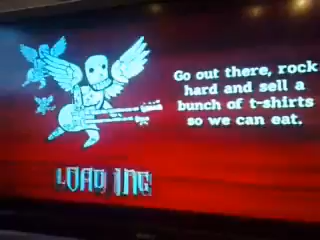 Go out there, rock
hard and sell a
bunch of t-shirts
so we can eat.
LOADING